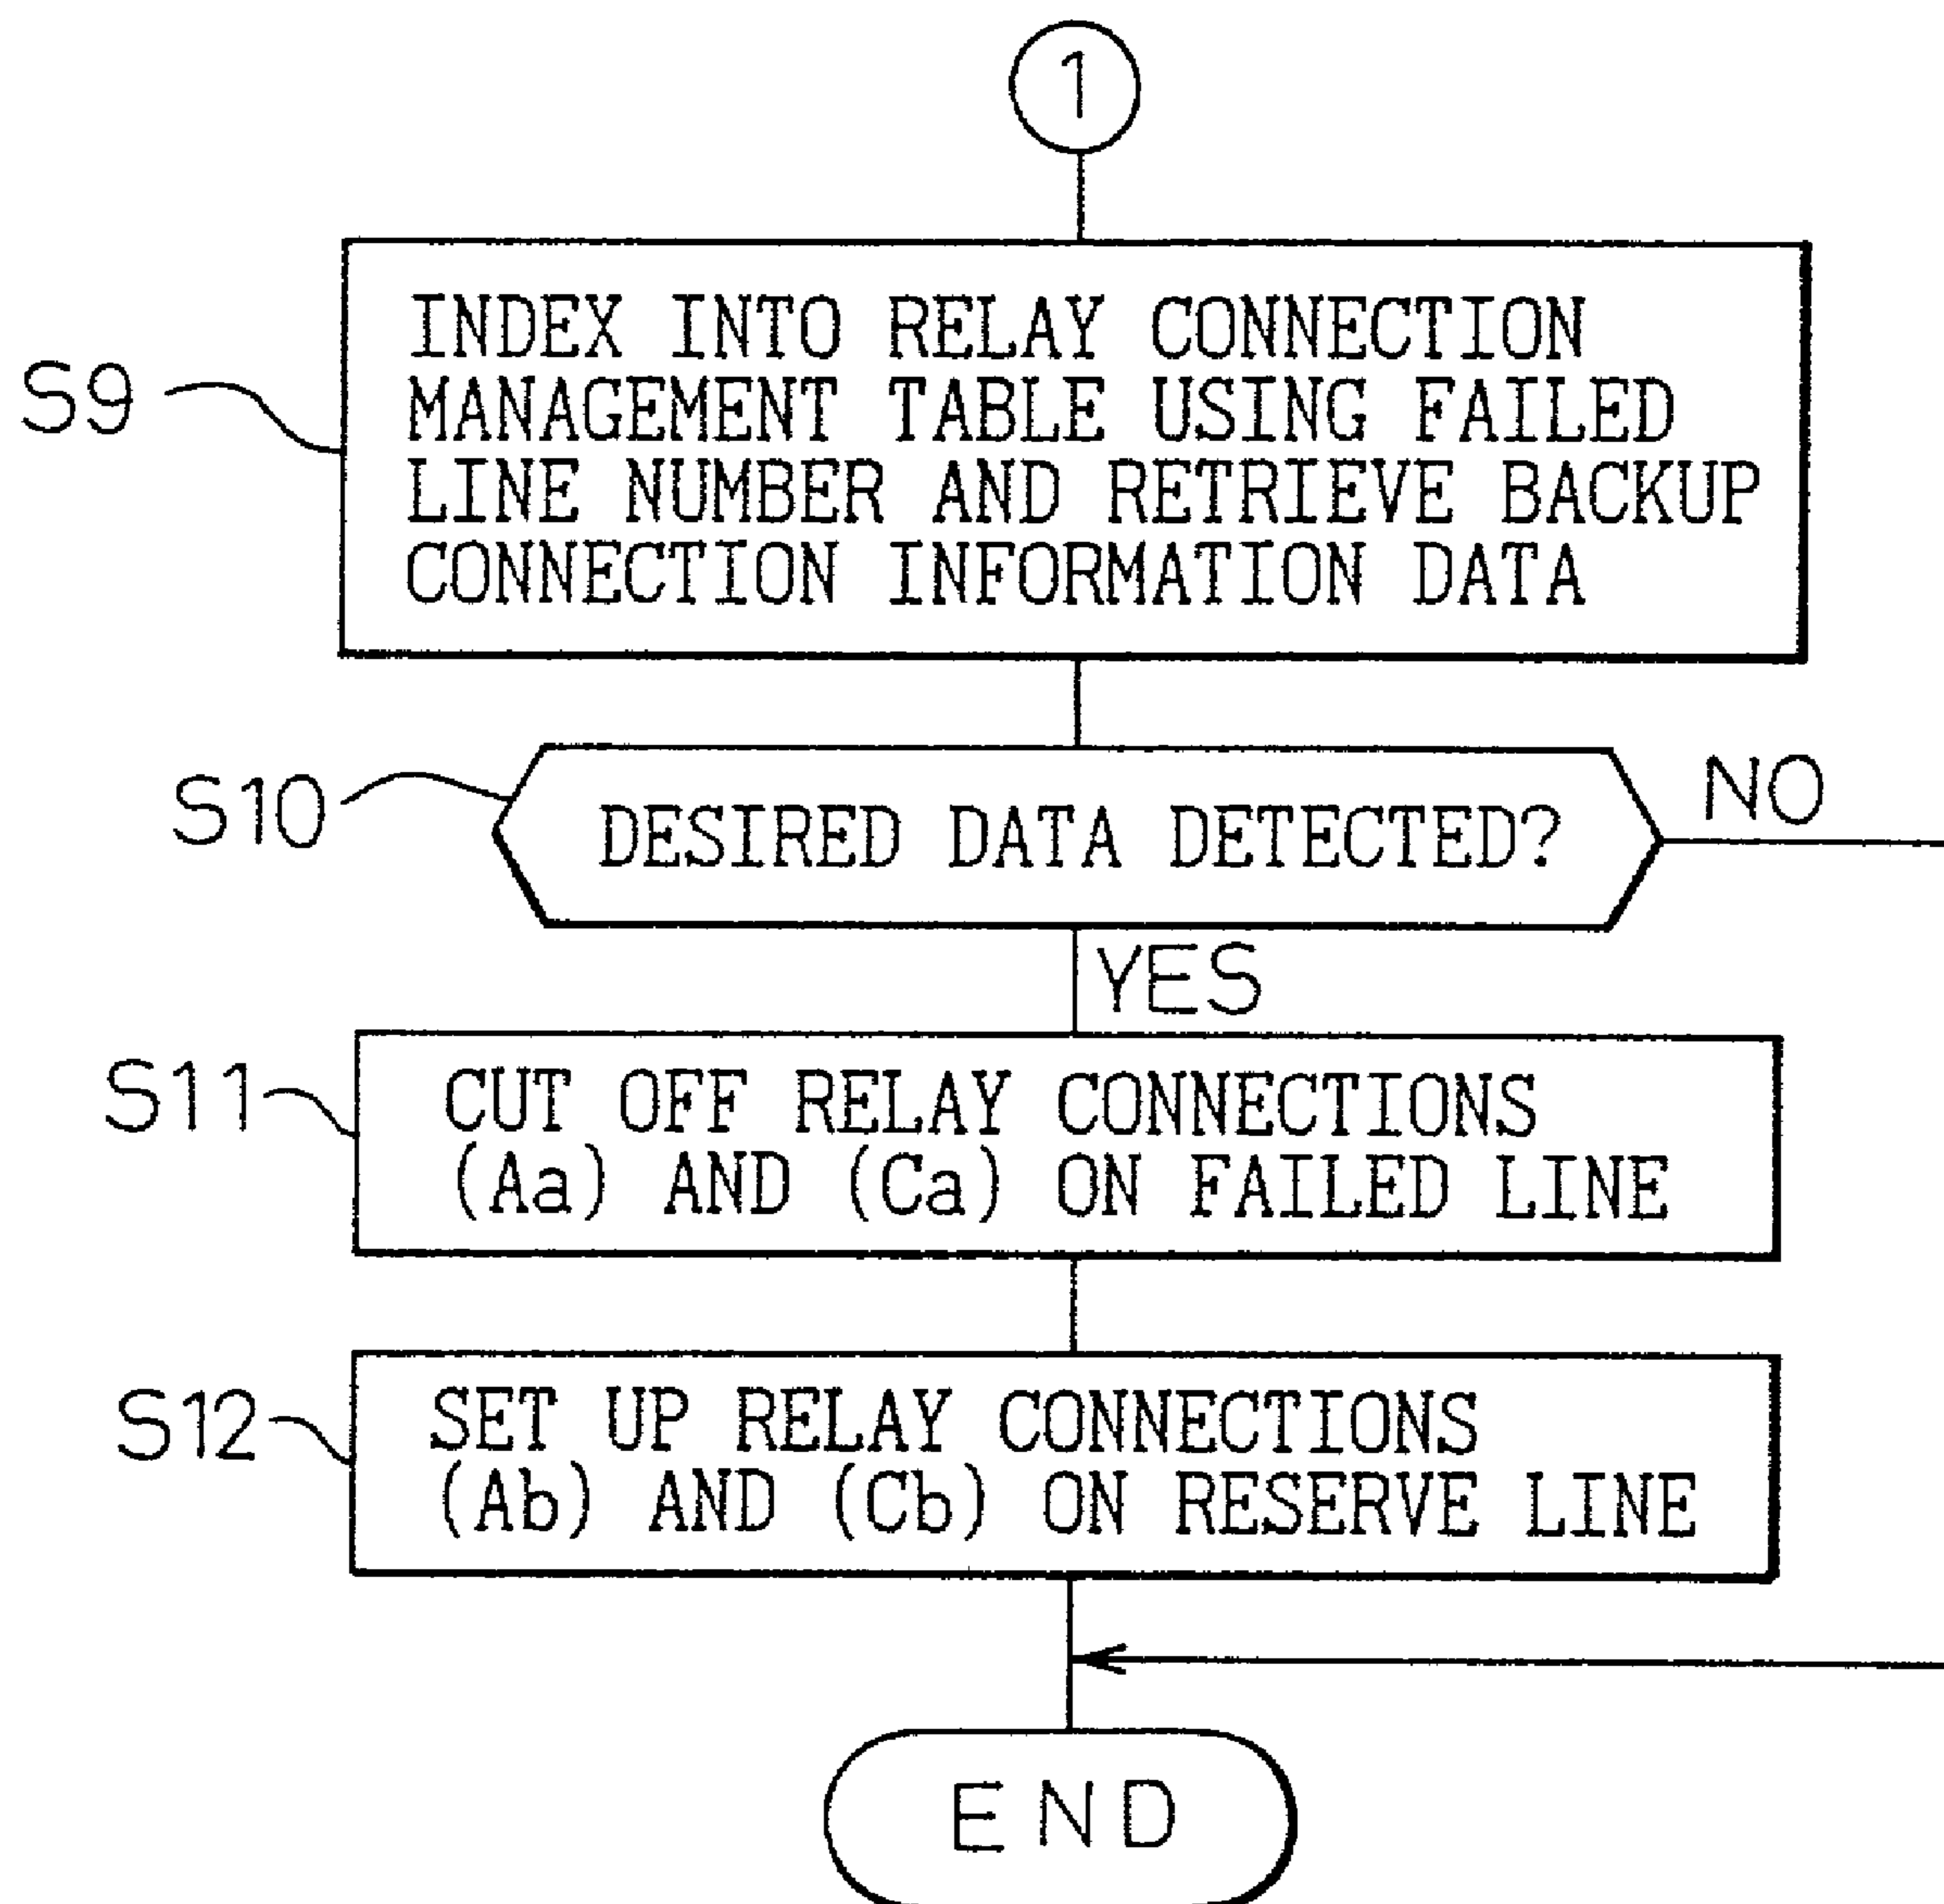 1
S9
INDEX INTO RELAY CONNECTION
MANAGEMENT TABLE USING FAILED
LINE NUMBER AND RETRIEVE BACKUP
CONNECTION INFORMATION DATA
S10
DESIRED DATA DETECTED?
NO
YES
S11
CUT OFF RELAY CONNECTIONS
(Aa) AND (Ca) ON FAILED LINE
S12
SET UP RELAY CONNECTIONS
(Ab) AND (Cb) ON RESERVE LINE
END